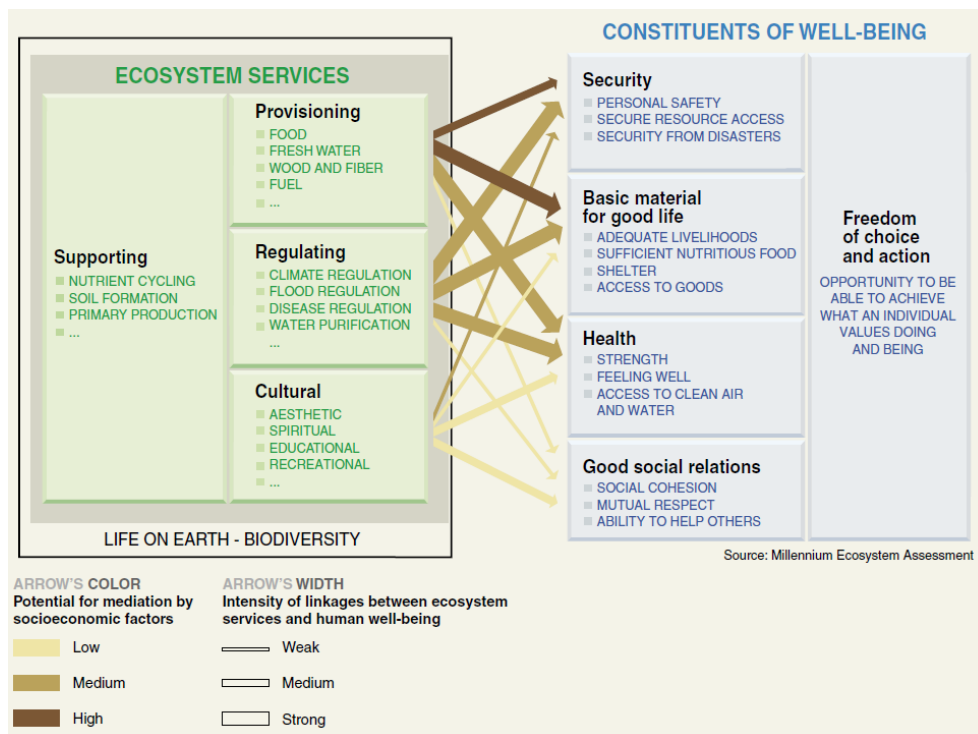 CONSTITUENTS OF WELL-BEING
ECOSYSTEM SERVICES
Supporting
NUTRIENT CYCLING
SOIL FORMATION
PRIMARY PRODUCTION
...
Provisioning
FOOD
FRESH WATER
WOOD AND FIBER
FUEL
...
Regulating
CLIMATE REGULATION
FLOOD REGULATION
DISEASE REGULATION
WATER PURIFICATION
...
Cultural
AESTHETIC
SPIRITUAL
EDUCATIONAL
RECREATIONAL
...
LIFE ON EARTH - BIODIVERSITY
Security
PERSONAL SAFETY
SECURE RESOURCE ACCESS
SECURITY FROM DISASTERS
Basic material
for good life
ADEQUATE LIVELIHOODS
SUFFICIENT NUTRITIOUS FOOD
SHELTER
ACCESS TO GOODS
Health
STRENGTH
FEELING WELL
ACCESS TO CLEAN AIR
AND WATER
Good social relations
SOCIAL COHESION
MUTUAL RESPECT
ABILITY TO HELP OTHERS
Freedom
of choice
and action
OPPORTUNITY TO BE
ABLE TO ACHIEVE
WHAT AN INDIVIDUAL
VALUES DOING
AND BEING
Source: Millennium Ecosystem Assessment
ARROW'S COLOR
Potential for mediation by
socioeconomic factors
Low
Medium
High
ARROW'S WIDTH
Intensity of linkages between ecosystem
services and human well-being
Weak
Medium
Strong